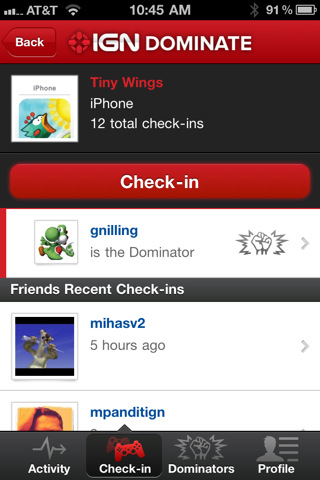 AT&T 10:45 AM 91%
Back IGN DOMINATE
iPhone
Tiny Wings
iPhone
12 total check-ins
Check-in
gnilling
is the Dominator
Friends Recent Check-ins
mihasv2
5 hours ago
mpanditign
Activity Check-in Dominators Profile